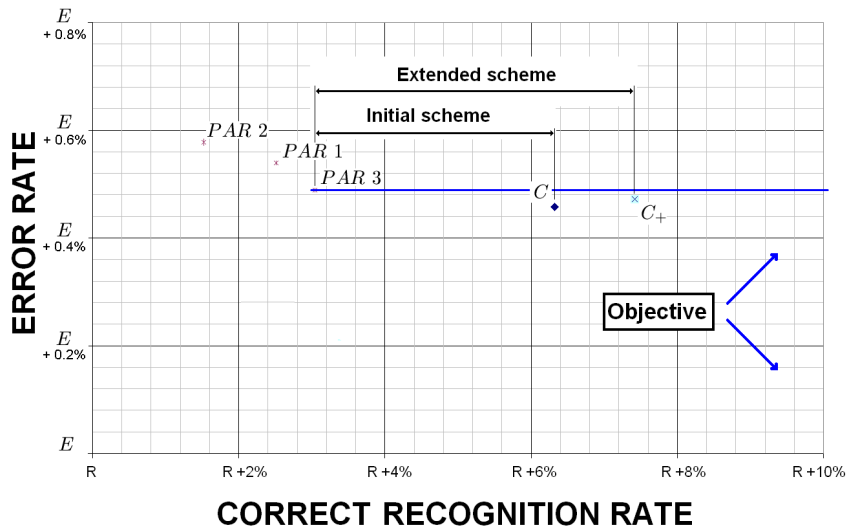 E
+ 0.8%
Extended scheme
Initial scheme
E
+ 0.6%
PAR 2
PAR 1
PAR 3
C
C+
E
+ 0.4%
Objective
E
+ 0.2%
E
R
R +2%
R +4%
R +6%
R +8%
R +10%
ERROR RATE
CORRECT RECOGNITION RATE